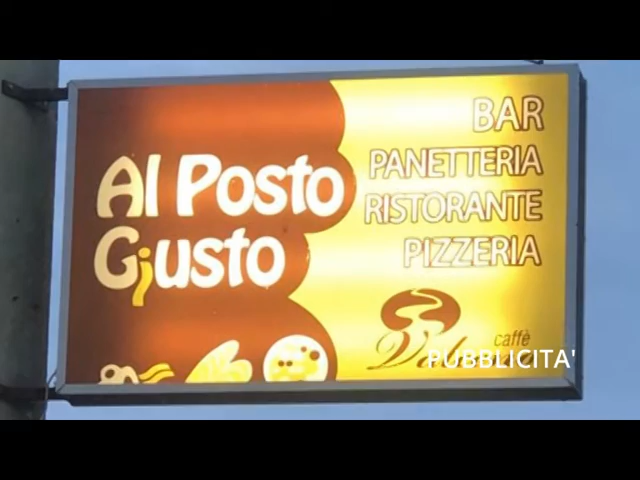 Al Posto
Giusto
BAR
PANETTERIA
RISTORANTE
PIZZERIA
caffè
PUBBLICITA'